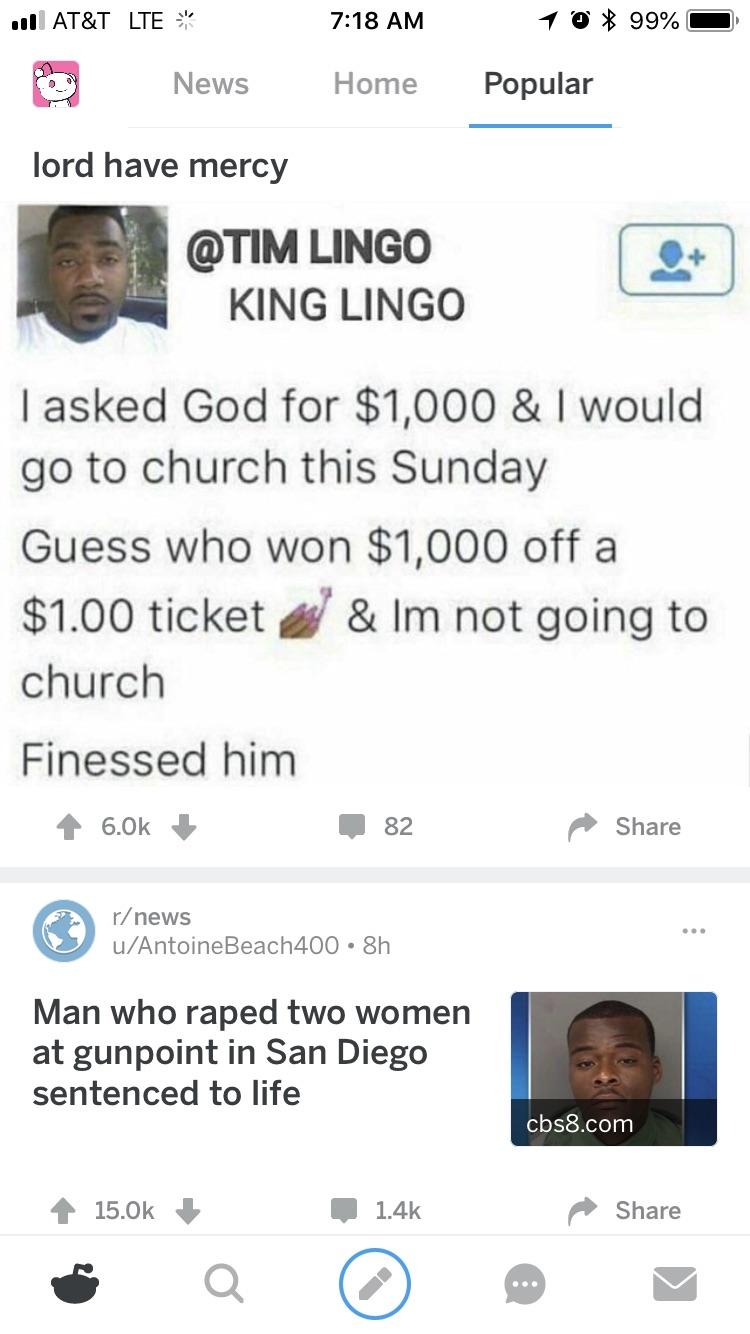 AT&T LTE 7:18 AM 99%
News Home Popular
lord have mercy
@TIM LINGO
KING LINGO
I asked God for $1,000 & I would
go to church this Sunday
Guess who won $1,000 off a
$1.00 ticket 💅🏾 & Im not going to
church
Finessed him
6.0k 82 Share
r/news
u/AntoineBeach400 • 8h
Man who raped two women
at gunpoint in San Diego
sentenced to life
cbs8.com
15.0k 1.4k Share